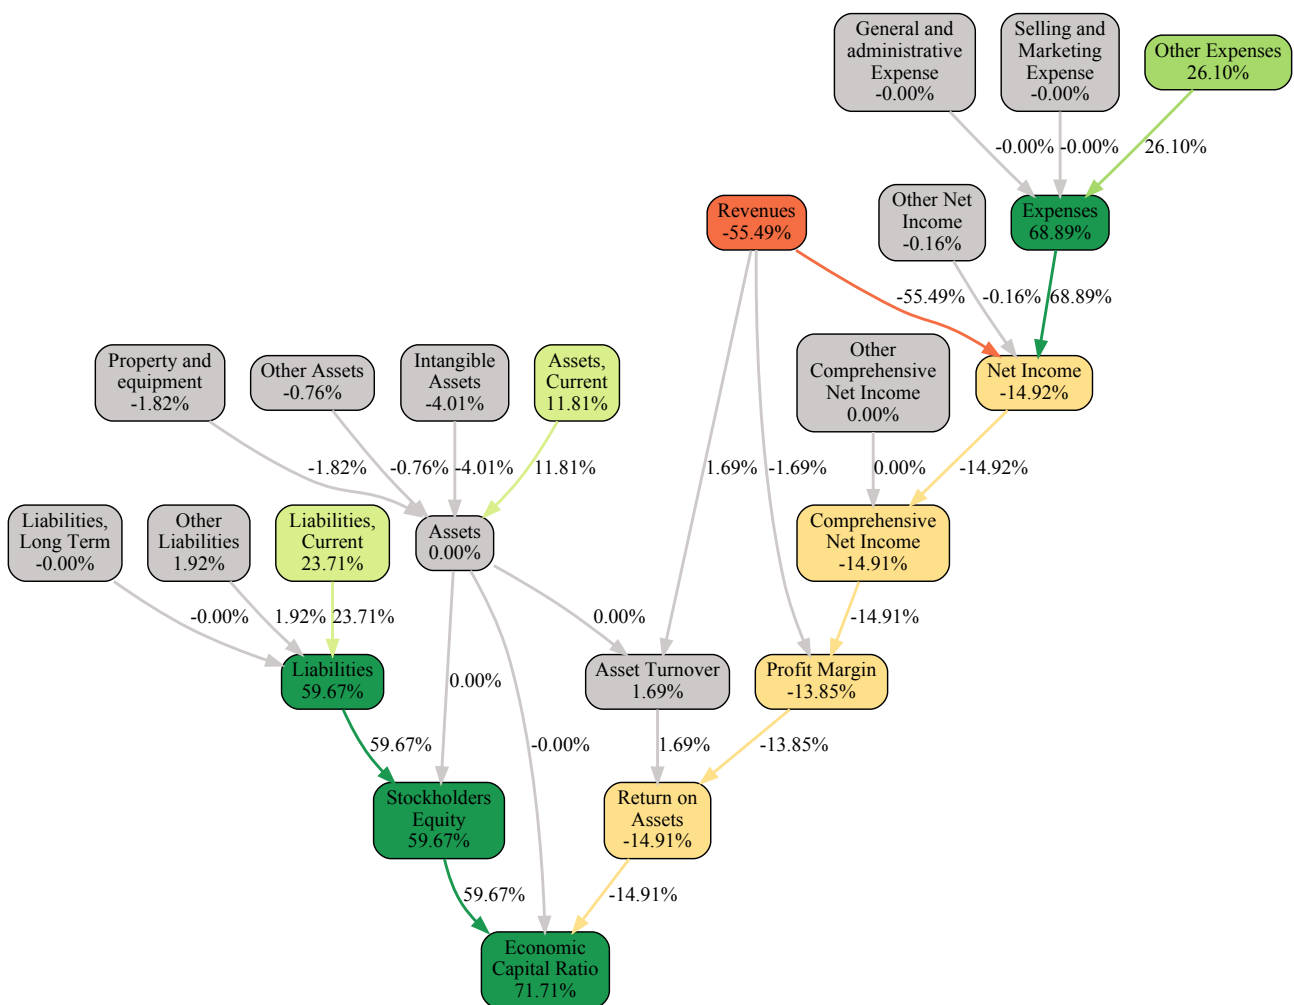 General and
administrative
Expense
-0.00%
Selling and
Marketing
Expense
-0.00%
Other Expenses
26.10%
-0.00%
-0.00%
26.10%
Revenues
-55.49%
Other Net
Income
-0.16%
Expenses
68.89%
-55.49%
-0.16%
68.89%
Property and
equipment
-1.82%
Other Assets
-0.76%
Intangible
Assets
-4.01%
Assets,
Current
11.81%
Other
Comprehensive
Net Income
0.00%
Net Income
-14.92%
-1.82%
-0.76%
-4.01%
11.81%
1.69%
-1.69%
0.00%
-14.92%
Liabilities,
Long Term
-0.00%
Other
Liabilities
1.92%
Liabilities,
Current
23.71%
Assets
0.00%
Comprehensive
Net Income
-14.91%
-0.00%
1.92%
23.71%
0.00%
-14.91%
Liabilities
59.67%
0.00%
Asset Turnover
1.69%
Profit Margin
-13.85%
59.67%
-0.00%
1.69%
-13.85%
Stockholders
Equity
59.67%
Return on
Assets
-14.91%
59.67%
-14.91%
Economic
Capital Ratio
71.71%